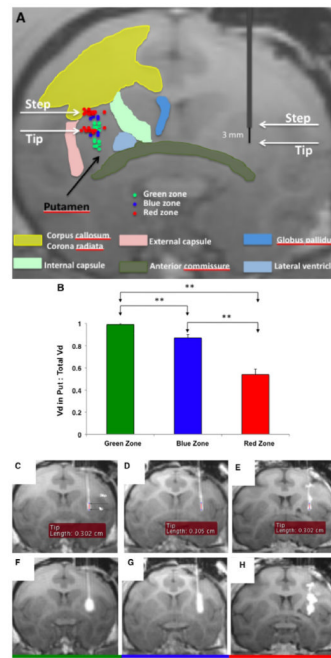 A
Step
Tip
Step
3 mm
Tip
Putamen
Green zone
Blue zone
Red zone
Corpus callosum
Corona radiata
External capsule
Globus pallidu
Internal capsule
Anterior commissure
Lateral ventricl
B
**
**
**
Vd in Put : Total Vd
1
0.8
0.6
0.4
0.2
0
Green Zone
Blue Zone
Red Zone
C
D
E
Tip
Length: 0.302 cm
Tip
Length: 0.305 cm
Tip
Length: 0.302 cm
F
G
H